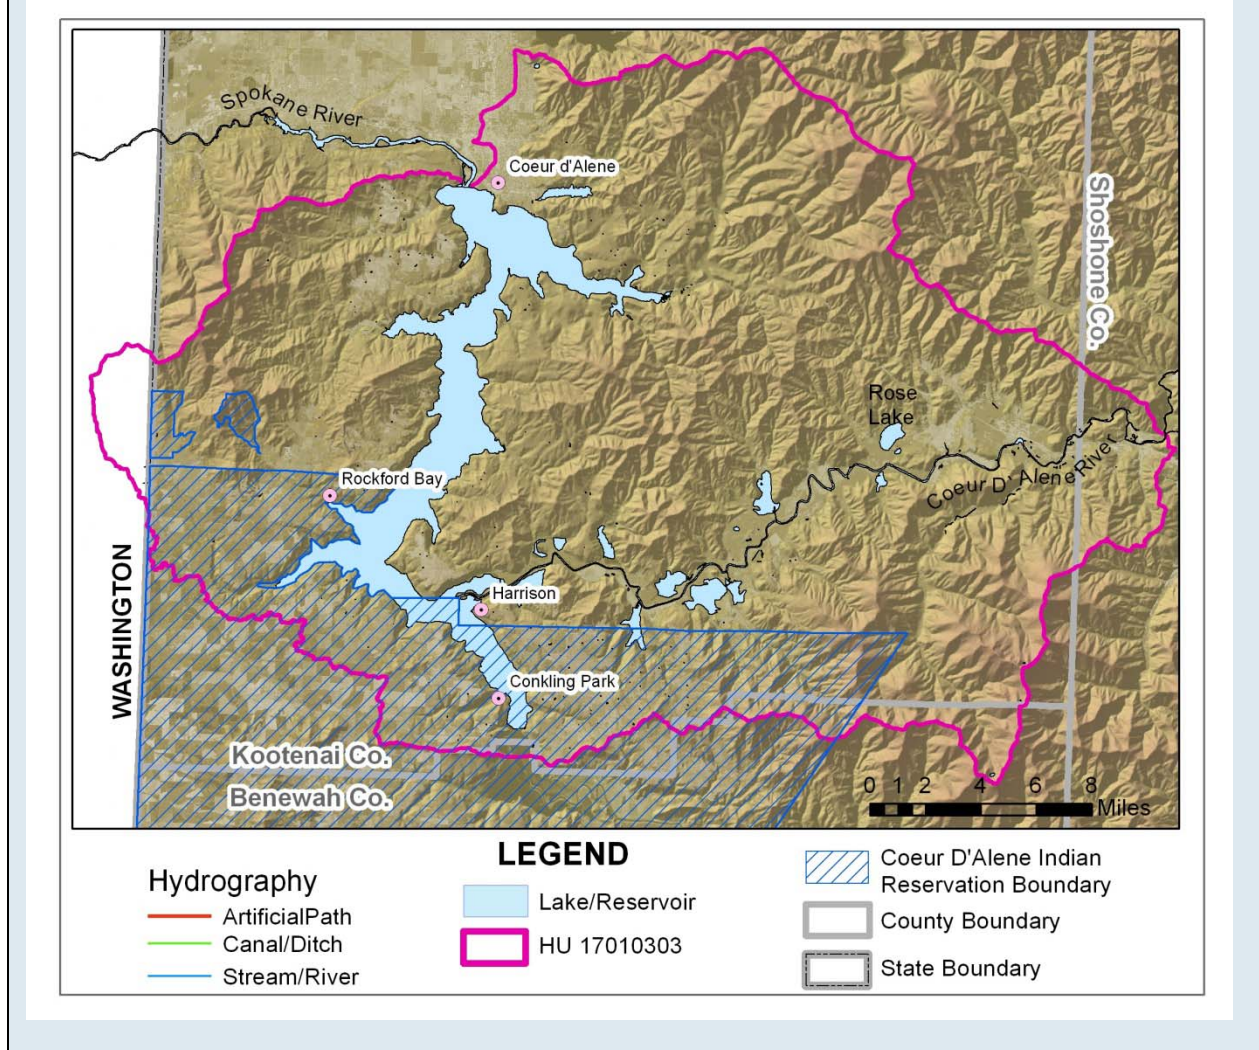 Spokane River
Coeur d'Alene
Shoshone Co.
Rose
Lake
Rockford Bay
Coeur D' Alene River
WASHINGTON
Harrison
Conkling Park
Kootenai Co.
Benewah Co.
0 1 2 4 6 8
Miles
LEGEND
Hydrography
ArtificialPath
Canal/Ditch
Stream/River
Lake/Reservoir
HU 17010303
Coeur D'Alene Indian
Reservation Boundary
County Boundary
State Boundary